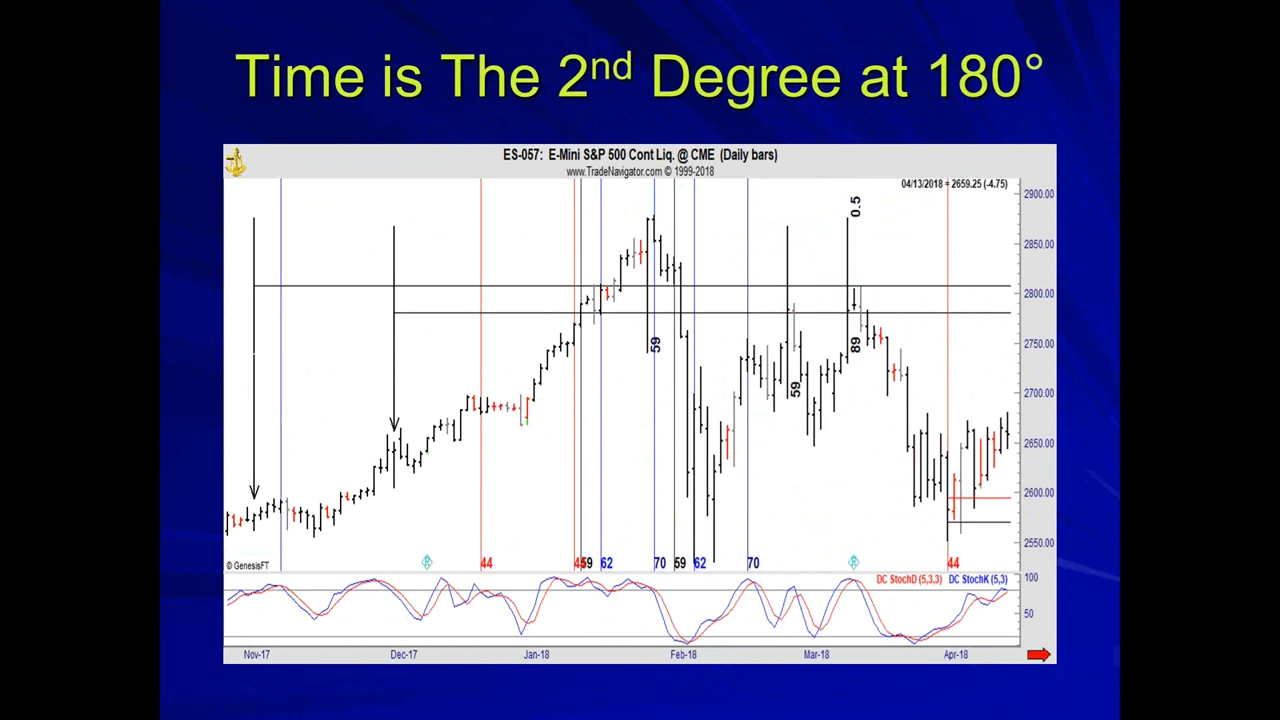 Time is The 2nd Degree at 180°
ES-057: E-Mini S&P 500 Cont Liq. @ CME (Daily bars)
www.TradeNavigator.com © 1999-2018
04/13/2018 = 2659.25 (-4.75)
2900.00
0.5
2850.00
2800.00
2750.00
59
89
59
2700.00
2650.00
2600.00
2550.00
© GenesisFT
R
44
59
62
70
59
62
70
R
44
DC StochD (5,3,3) DC StochK (5,3)
100
50
Nov-17 Dec-17 Jan-18 Feb-18 Mar-18 Apr-18